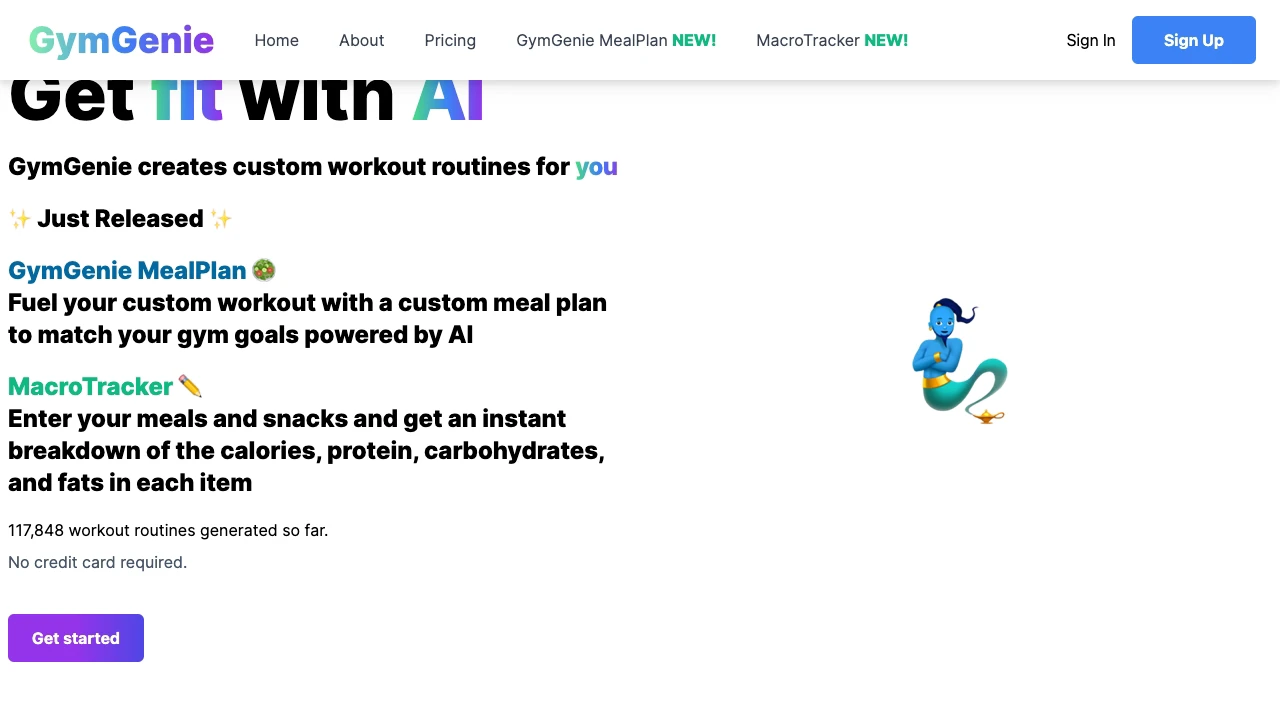 GymGenie
Home
About
Pricing
GymGenie MealPlan NEW!
MacroTracker NEW!
Sign In
Sign Up
Get fit with AI
GymGenie creates custom workout routines for you
✨ Just Released ✨
GymGenie MealPlan 🥗
Fuel your custom workout with a custom meal plan
to match your gym goals powered by AI
MacroTracker ✏️
Enter your meals and snacks and get an instant
breakdown of the calories, protein, carbohydrates,
and fats in each item
117,848 workout routines generated so far.
No credit card required.
Get started